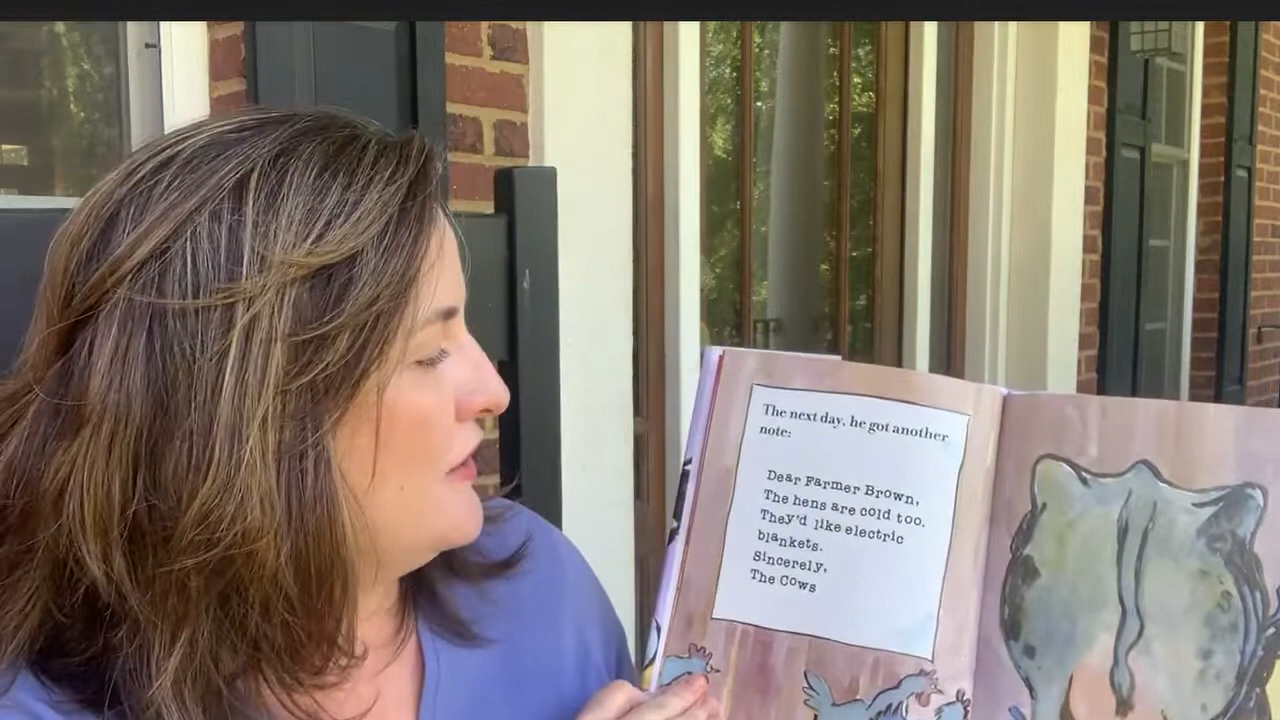 The next day, he got another
note:
Dear Farmer Brown,
The hens are cold too.
They'd like electric
blankets.
Sincerely,
The Cows